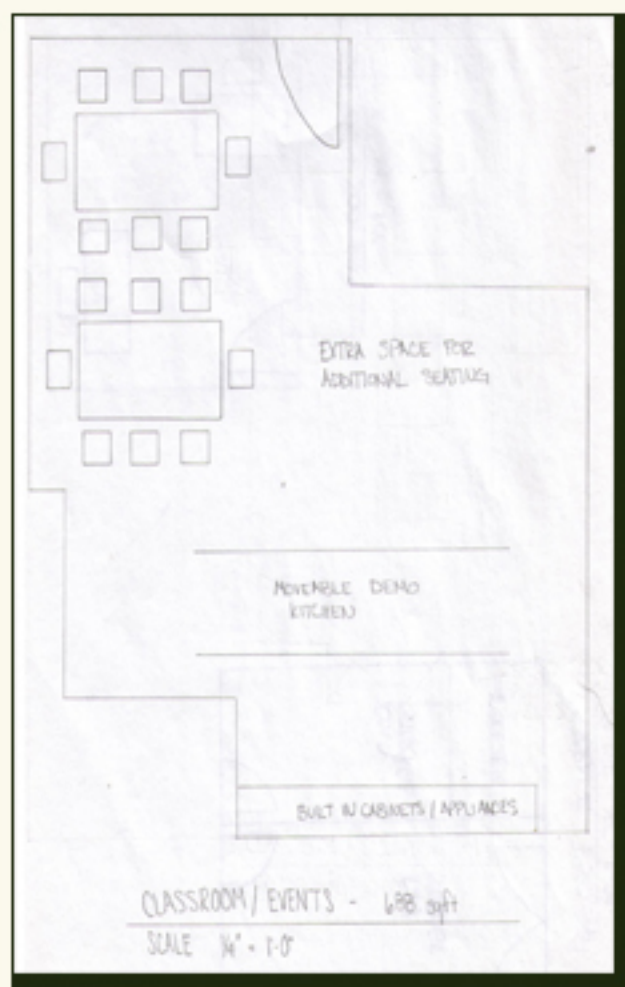 EXTRA SPACE FOR
ADDITIONAL SEATING
MOVEABLE DEMO
KITCHEN
BUILT IN CABINETS / APPLIANCES
CLASSROOM / EVENTS - 688 sqft
SCALE 1/4" = 1'-0"